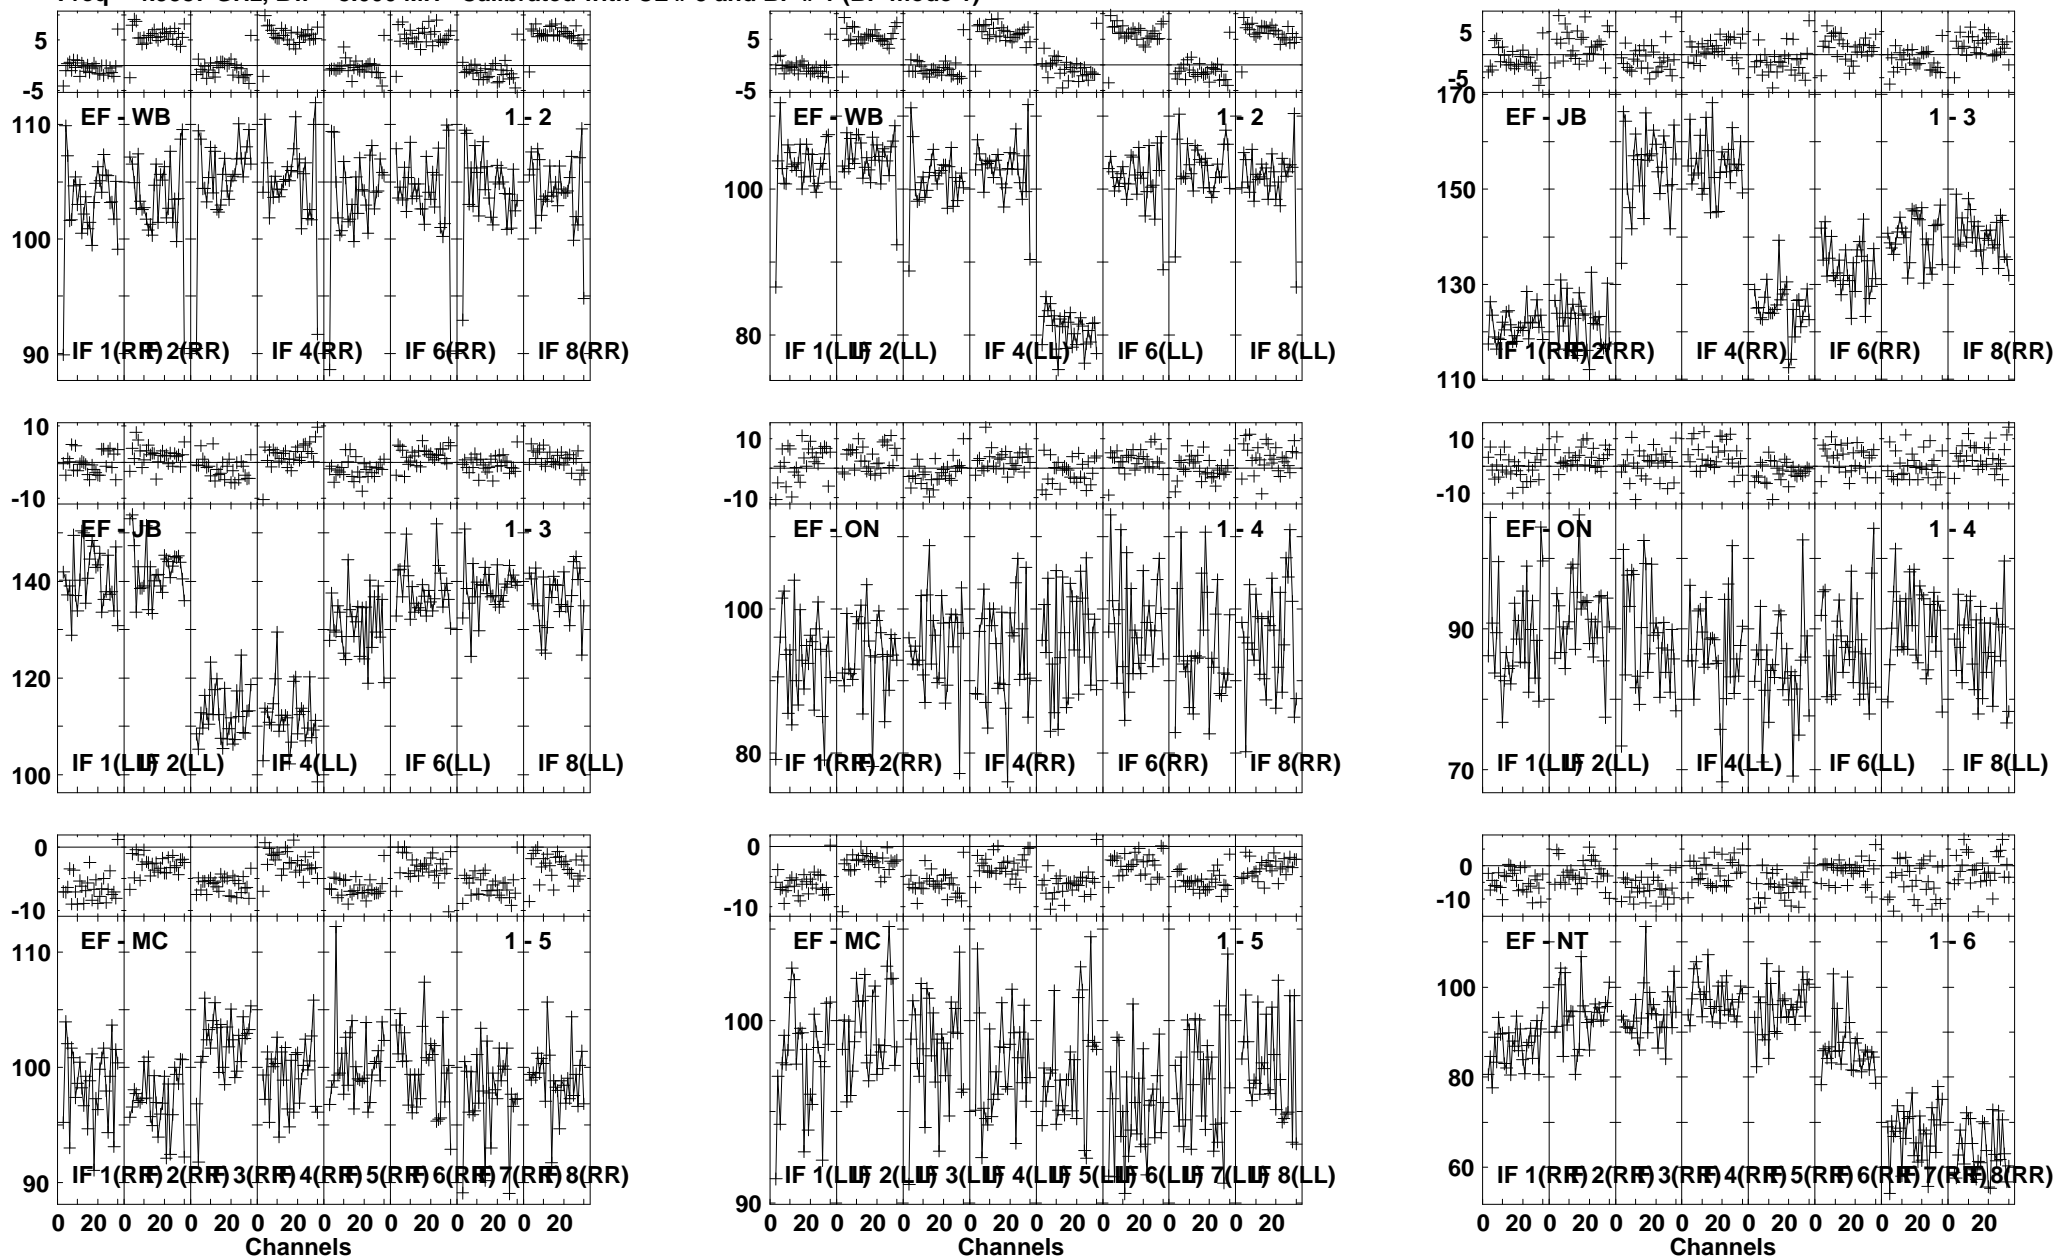 5
-5
EF - WB
1 - 2
110
100
90
IF 1(RR) IF 2(RR) IF 4(RR) IF 6(RR) IF 8(RR)
5
-5
EF - WB
1 - 2
100
80
IF 1(LL) IF 2(LL) IF 4(LL) IF 6(LL) IF 8(LL)
5
-5
170
EF - JB
1 - 3
150
130
110
IF 1(RR) IF 2(RR) IF 4(RR) IF 6(RR) IF 8(RR)
10
-10
EF - JB
1 - 3
140
120
100
IF 1(LL) IF 2(LL) IF 4(LL) IF 6(LL) IF 8(LL)
10
-10
EF - ON
1 - 4
100
80
IF 1(RR) IF 2(RR) IF 4(RR) IF 6(RR) IF 8(RR)
10
-10
EF - ON
1 - 4
90
70
IF 1(LL) IF 2(LL) IF 4(LL) IF 6(LL) IF 8(LL)
0
-10
EF - MC
1 - 5
110
100
90
IF 1(RR) IF 2(RR) IF 3(RR) IF 4(RR) IF 5(RR) IF 6(RR) IF 7(RR) IF 8(RR)
0 20 0 20 0 20 0 20 0 20 0 20 0 20 0 20
Channels
0
-10
EF - MC
1 - 5
100
90
IF 1(LL) IF 2(LL) IF 3(LL) IF 4(LL) IF 5(LL) IF 6(LL) IF 7(LL) IF 8(LL)
0 20 0 20 0 20 0 20 0 20 0 20 0 20 0 20
Channels
0
-10
EF - NT
1 - 6
100
80
60
IF 1(RR) IF 2(RR) IF 3(RR) IF 4(RR) IF 5(RR) IF 6(RR) IF 7(RR) IF 8(RR)
0 20 0 20 0 20 0 20 0 20 0 20 0 20 0 20
Channels